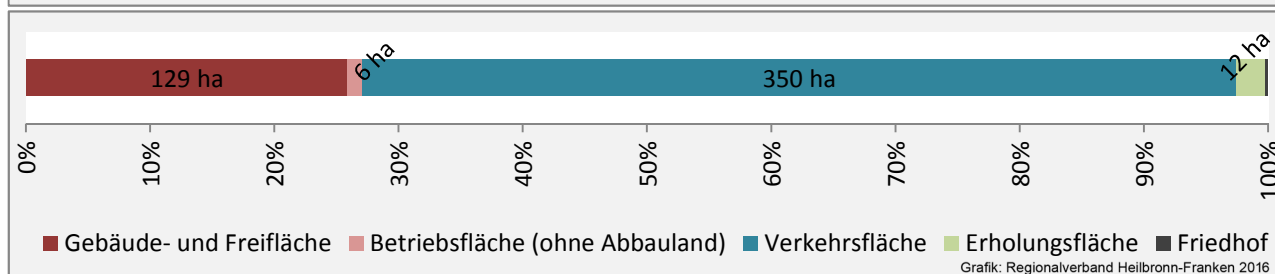 129 ha 6 ha 350 ha 12 ha
0% 10% 20% 30% 40% 50% 60% 70% 80% 90% 100%
Gebäude- und Freifläche Betriebsfläche (ohne Abbauland) Verkehrsfläche Erholungsfläche Friedhof
Grafik: Regionalverband Heilbronn-Franken 2016